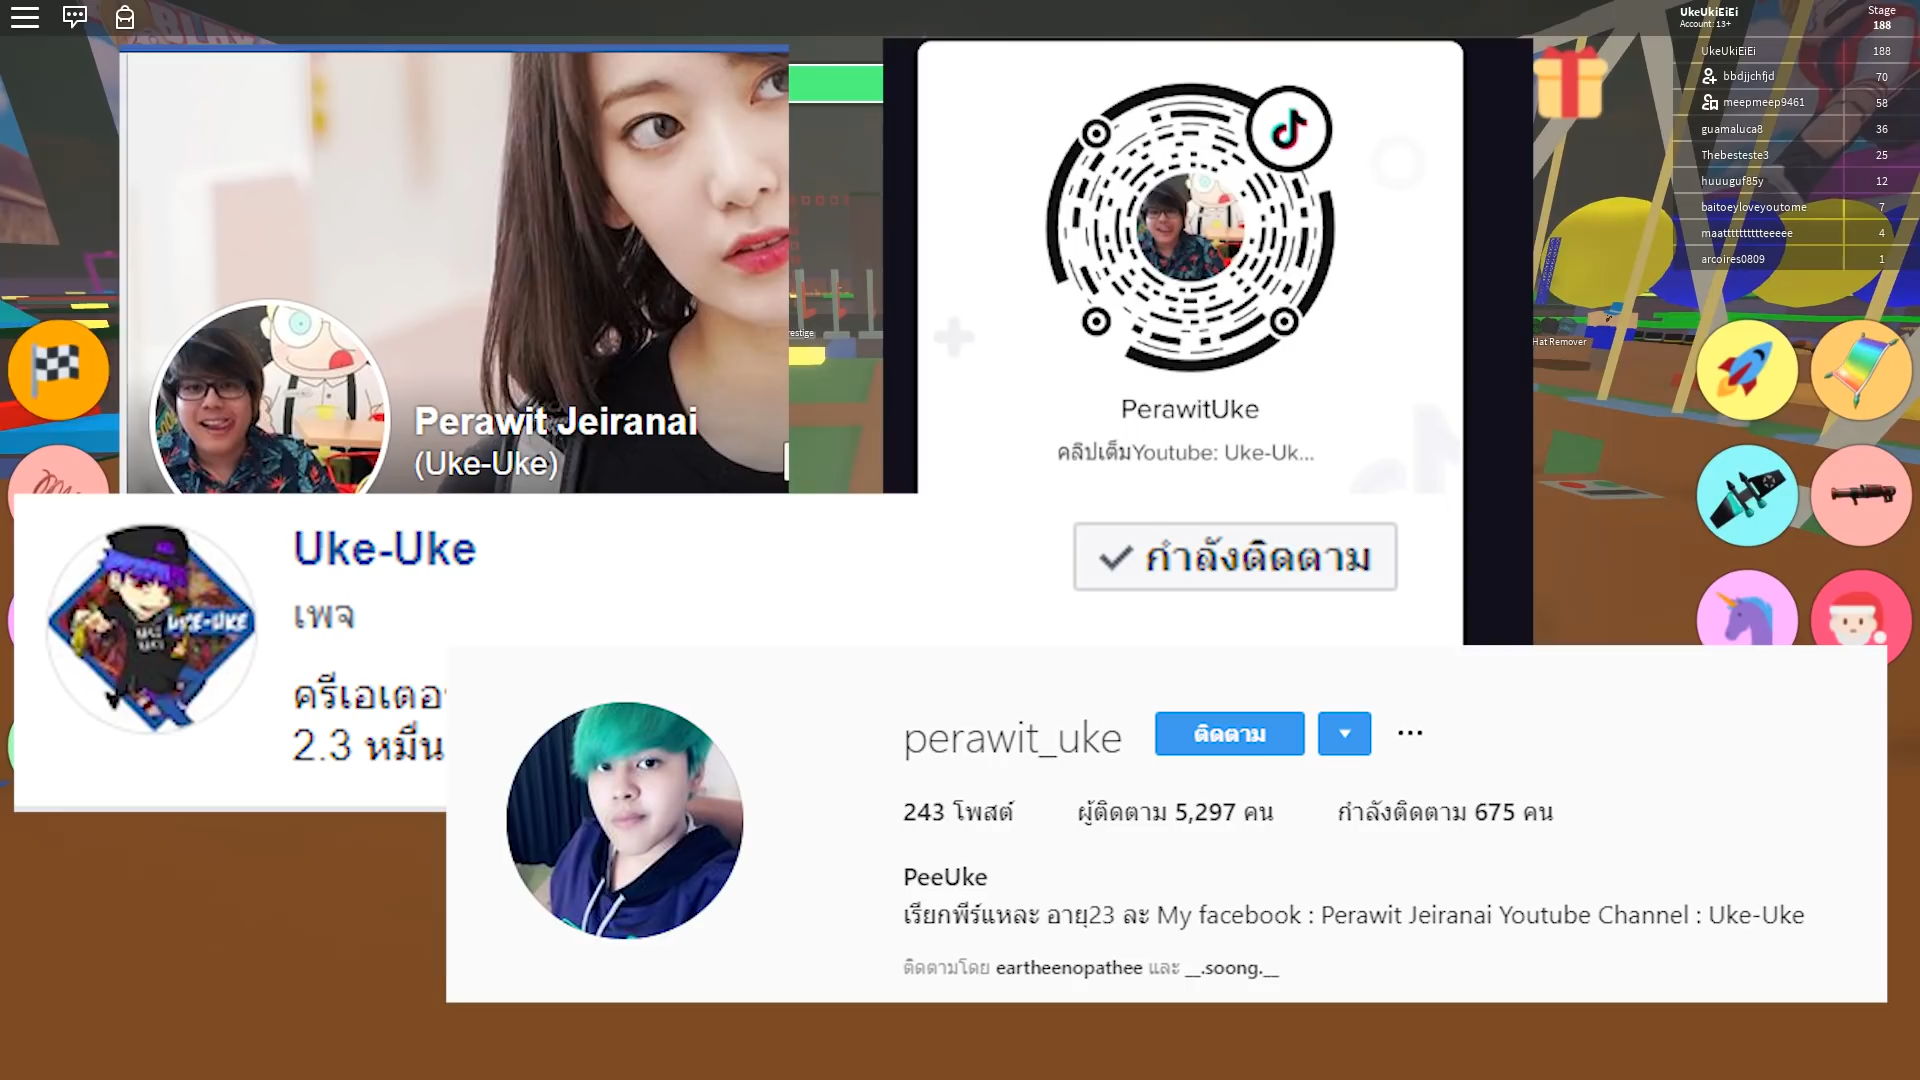 UkeUkiEiEi
Account: 13+
Stage
188
UkeUkiEiEi 188
bbdjjchfjd 70
meepmeep9461 58
guamaluca8 36
Thebesteste3 25
huuuguf85y 12
baitoeyloveyoutome 7
maattttttttteeeee 4
arcoires0809 1
Perawit Jeiranai
(Uke-Uke)
PerawitUke
คลิปเต็มYoutube: Uke-Uk...
Hat Remover
Uke-Uke
เพจ
UKE-UKE
กำลังติดตาม
2.3 หมื่น
perawit_uke
ติดตาม
243 โพสต์ ผู้ติดตาม 5,297 คน กำลังติดตาม 675 คน
PeeUke
เรียกพีร์แหละ อายุ23 ละ My facebook : Perawit Jeiranai Youtube Channel : Uke-Uke
ติดตามโดย eartheenopathee และ __.soong.__